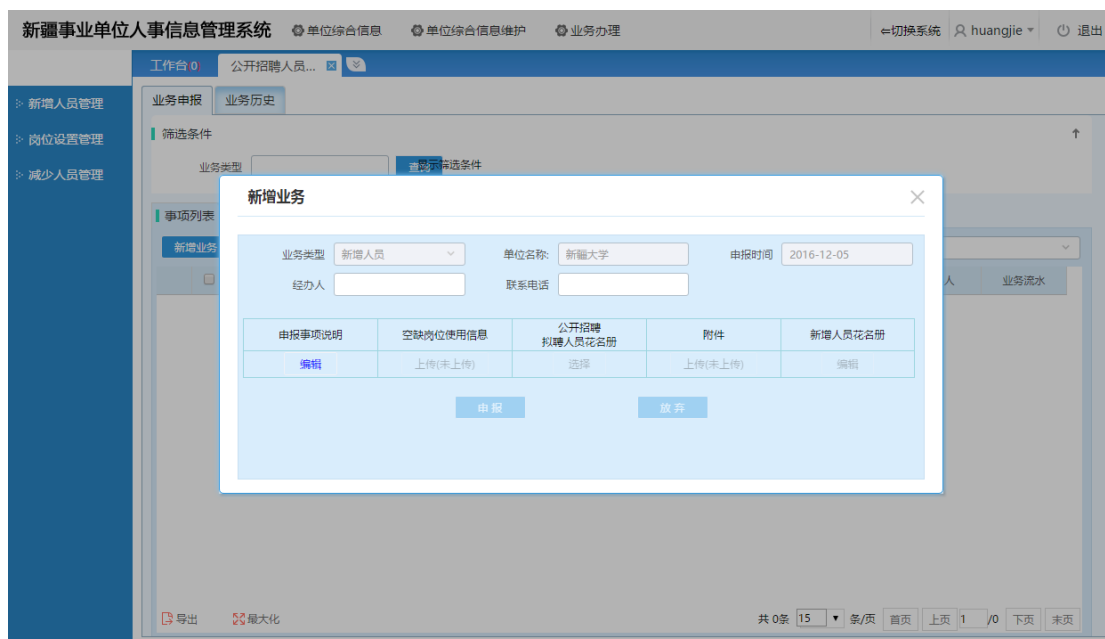 新疆事业单位人事信息管理系统 单位综合信息 单位综合信息维护 业务办理 ⇐切换系统 huangjie 退出
工作台 0 公开招聘人员...
新增人员管理
岗位设置管理
减少人员管理
业务申报 业务历史
筛选条件
业务类型 显示筛选条件
事项列表
新增业务
新增业务
业务类型 新增人员 单位名称: 新疆大学 申报时间 2016-12-05
经办人 联系电话
人 业务流水
申报事项说明 空缺岗位使用信息 公开招聘
拟聘人员花名册 附件 新增人员花名册
编辑 上传(未上传) 选择 上传(未上传) 编辑
申 报 放 弃
导出 最大化 共 0条 15 条/页 首页 上页 1 /0 下页 末页